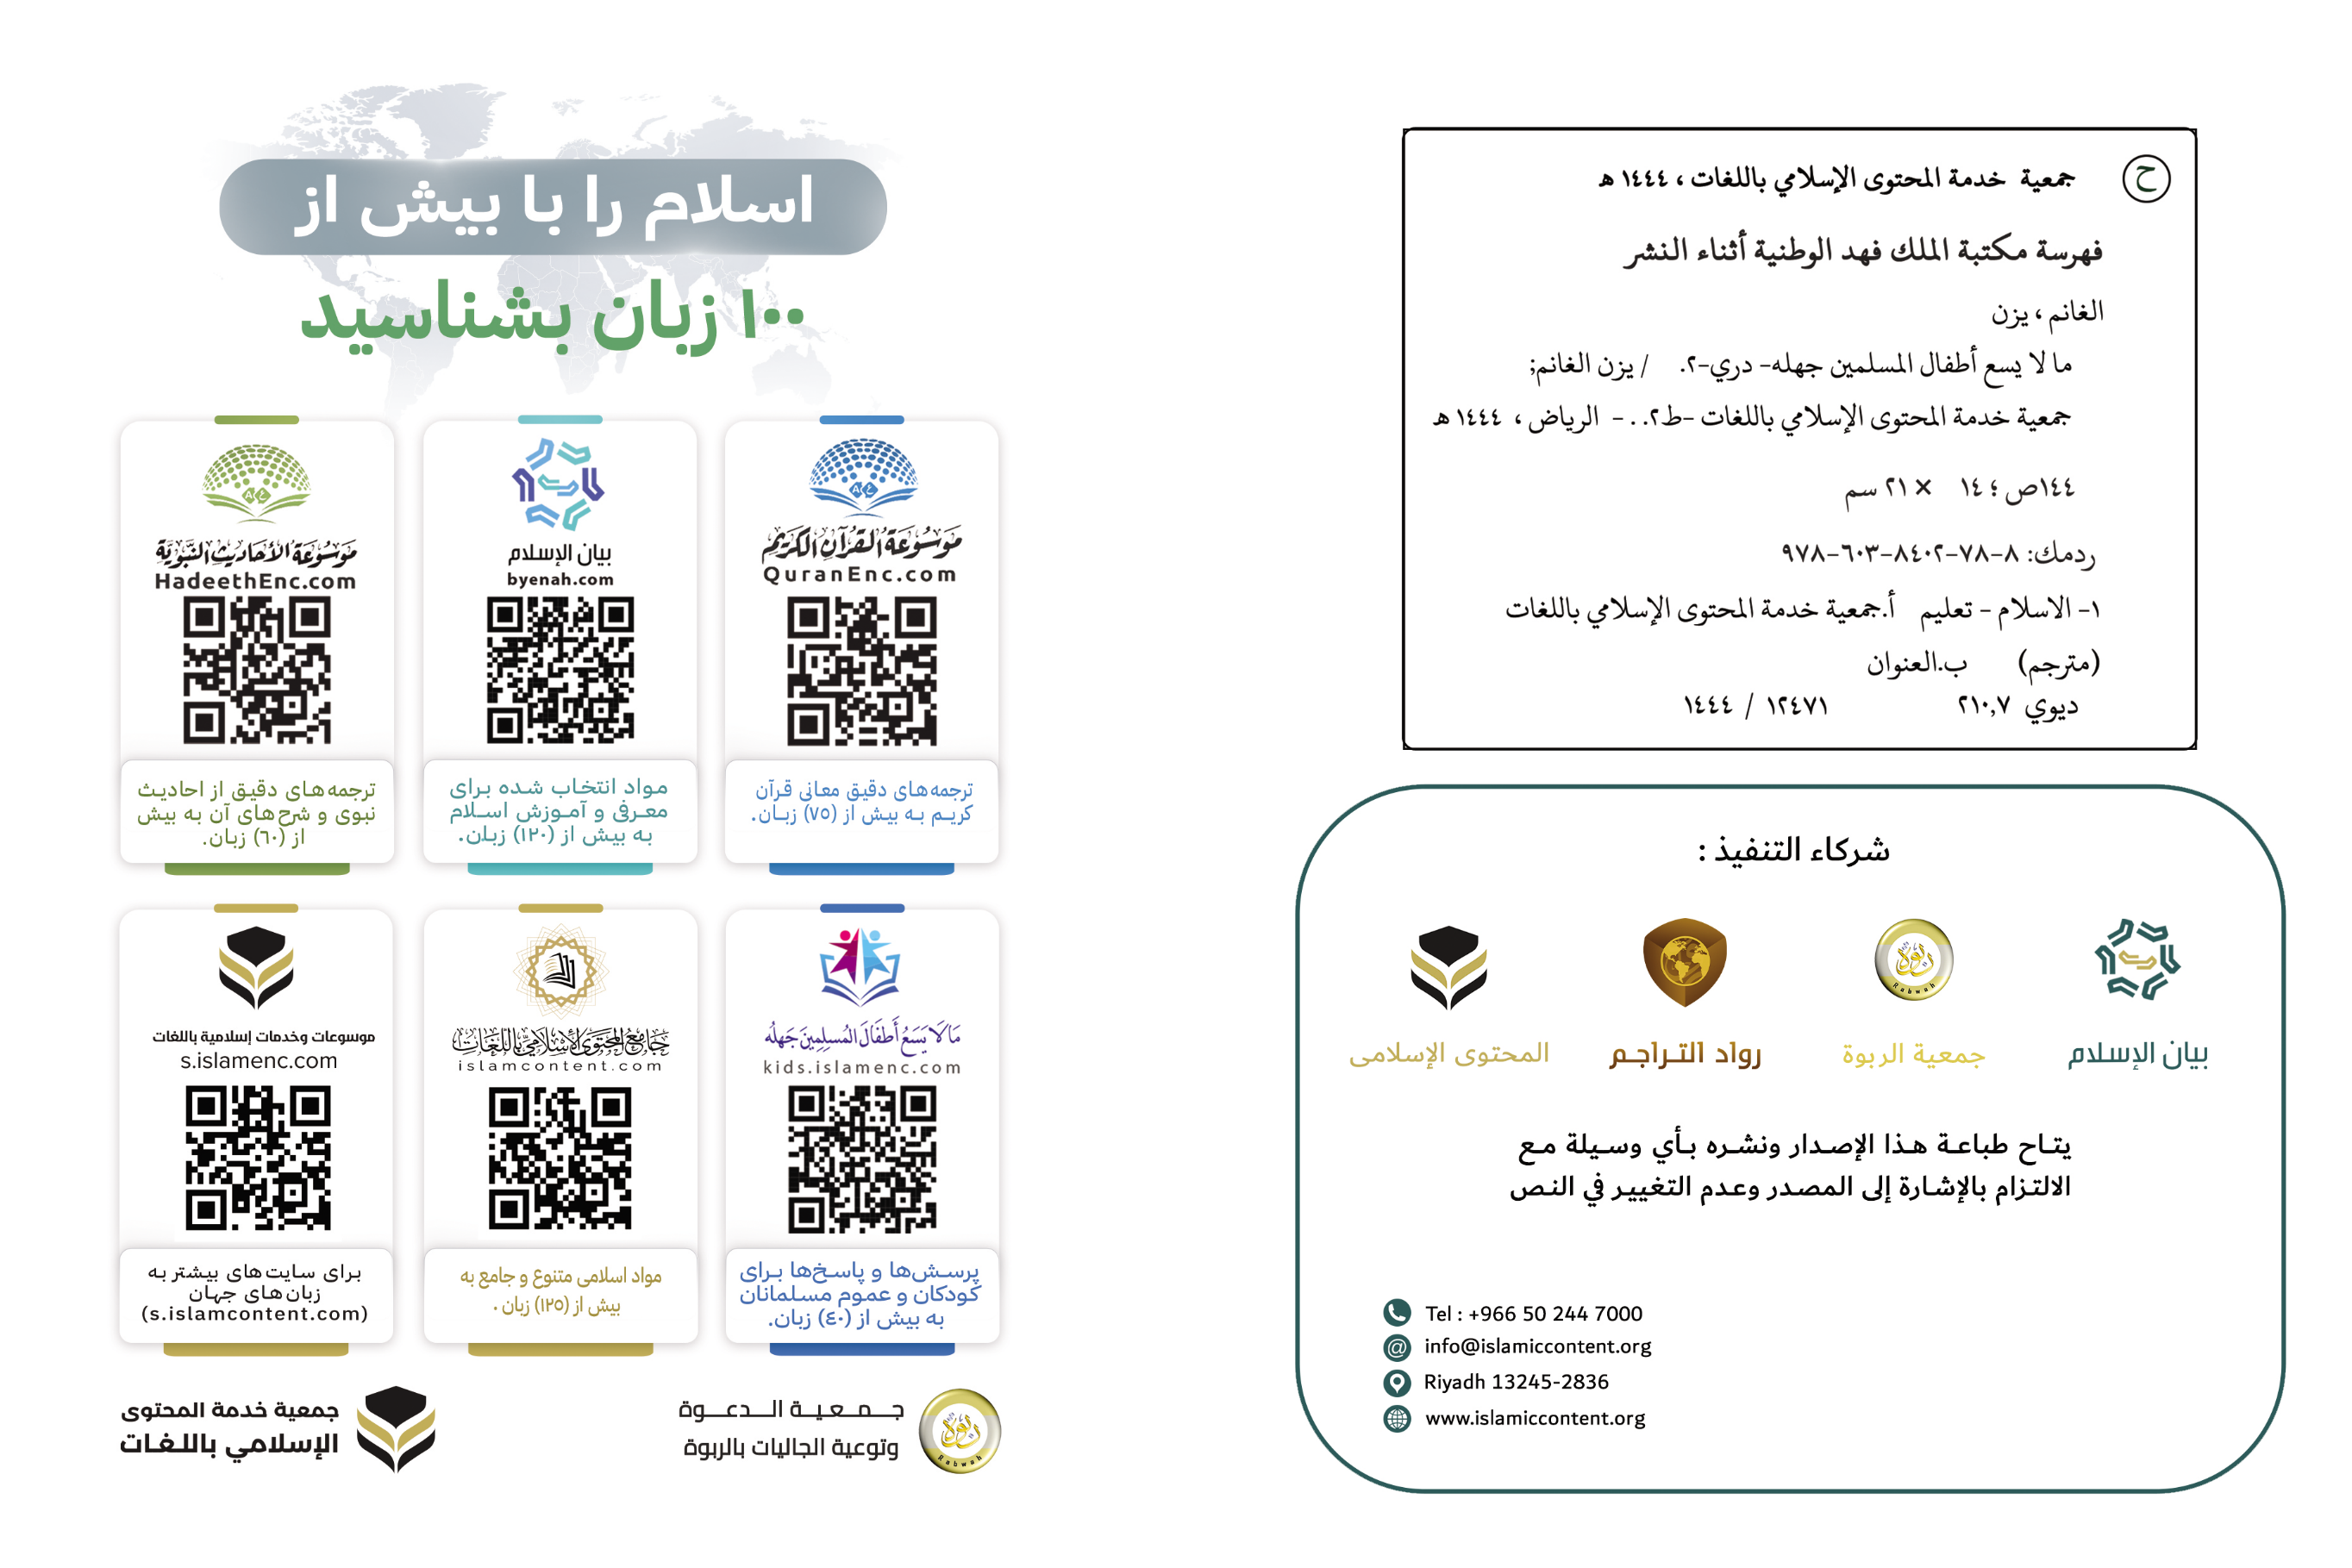 ح
جمعية خدمة المحتوى الإسلامي باللغات ، ١٤٤٤ هـ
فهرسة مكتبة الملك فهد الوطنية أثناء النشر
الغانم ، يزن
ما لا يسع أطفال المسلمين جهله- دري-٢. / يزن الغانم;
جمعية خدمة المحتوى الإسلامي باللغات -ط٢. . - الرياض ، ١٤٤٤ هـ
١٤٤ص ؛ ١٤ × ٢١ سم
ردمك: ٨-٧٨-٨٤٠٢-٦٠٣-٩٧٨
١- الاسلام - تعليم أ.جمعية خدمة المحتوى الإسلامي باللغات
(مترجم) ب.العنوان
ديوي ٢١٠,٧ ١٢٤٧١ / ١٤٤٤
شركاء التنفيذ :
بيان الإسلام
جمعية الربوة
Rabwah
رواد التراجم
المحتوى الإسلامى
يتاح طباعة هذا الإصدار ونشره بأي وسيلة مع
الالتزام بالإشارة إلى المصدر وعدم التغيير في النص
Tel : +966 50 244 7000
info@islamiccontent.org
Riyadh 13245-2836
www.islamiccontent.org
اسلام را با بیش از
۱۰۰ زبان بشناسید
موسوعة القرآن الكريم
QuranEnc.com
ترجمه‌های دقیق معانی قرآن
کریم به بیش از (٧٥) زبان.
بيان الإسلام
byenah.com
مواد انتخاب شده برای
معرفی و آموزش اسلام
به بیش از (١٢٠) زبان.
موسوعة الأحاديث النبوية
HadeethEnc.com
ترجمه‌های دقیق از احادیث
نبوی و شرح‌های آن به بیش
از (٦٠) زبان.
مَا لَا يَسَعُ أَطْفَالَ المُسلِمِينَ جَهلُه
kids.islamenc.com
پرسش‌ها و پاسخ‌ها برای
کودکان و عموم مسلمانان
به بیش از (٤٠) زبان.
جامع المحتوى الإسلامي باللغات
islamcontent.com
مواد اسلامی متنوع و جامع به
بیش از (١٢٥) زبان .
موسوعات وخدمات إسلامية باللغات
s.islamenc.com
برای سایت‌های بیشتر به
زبان‌های جهان
(s.islamcontent.com)
جمعية الدعوة
وتوعية الجاليات بالربوة
Rabwah
جمعية خدمة المحتوى
الإسلامي باللغات